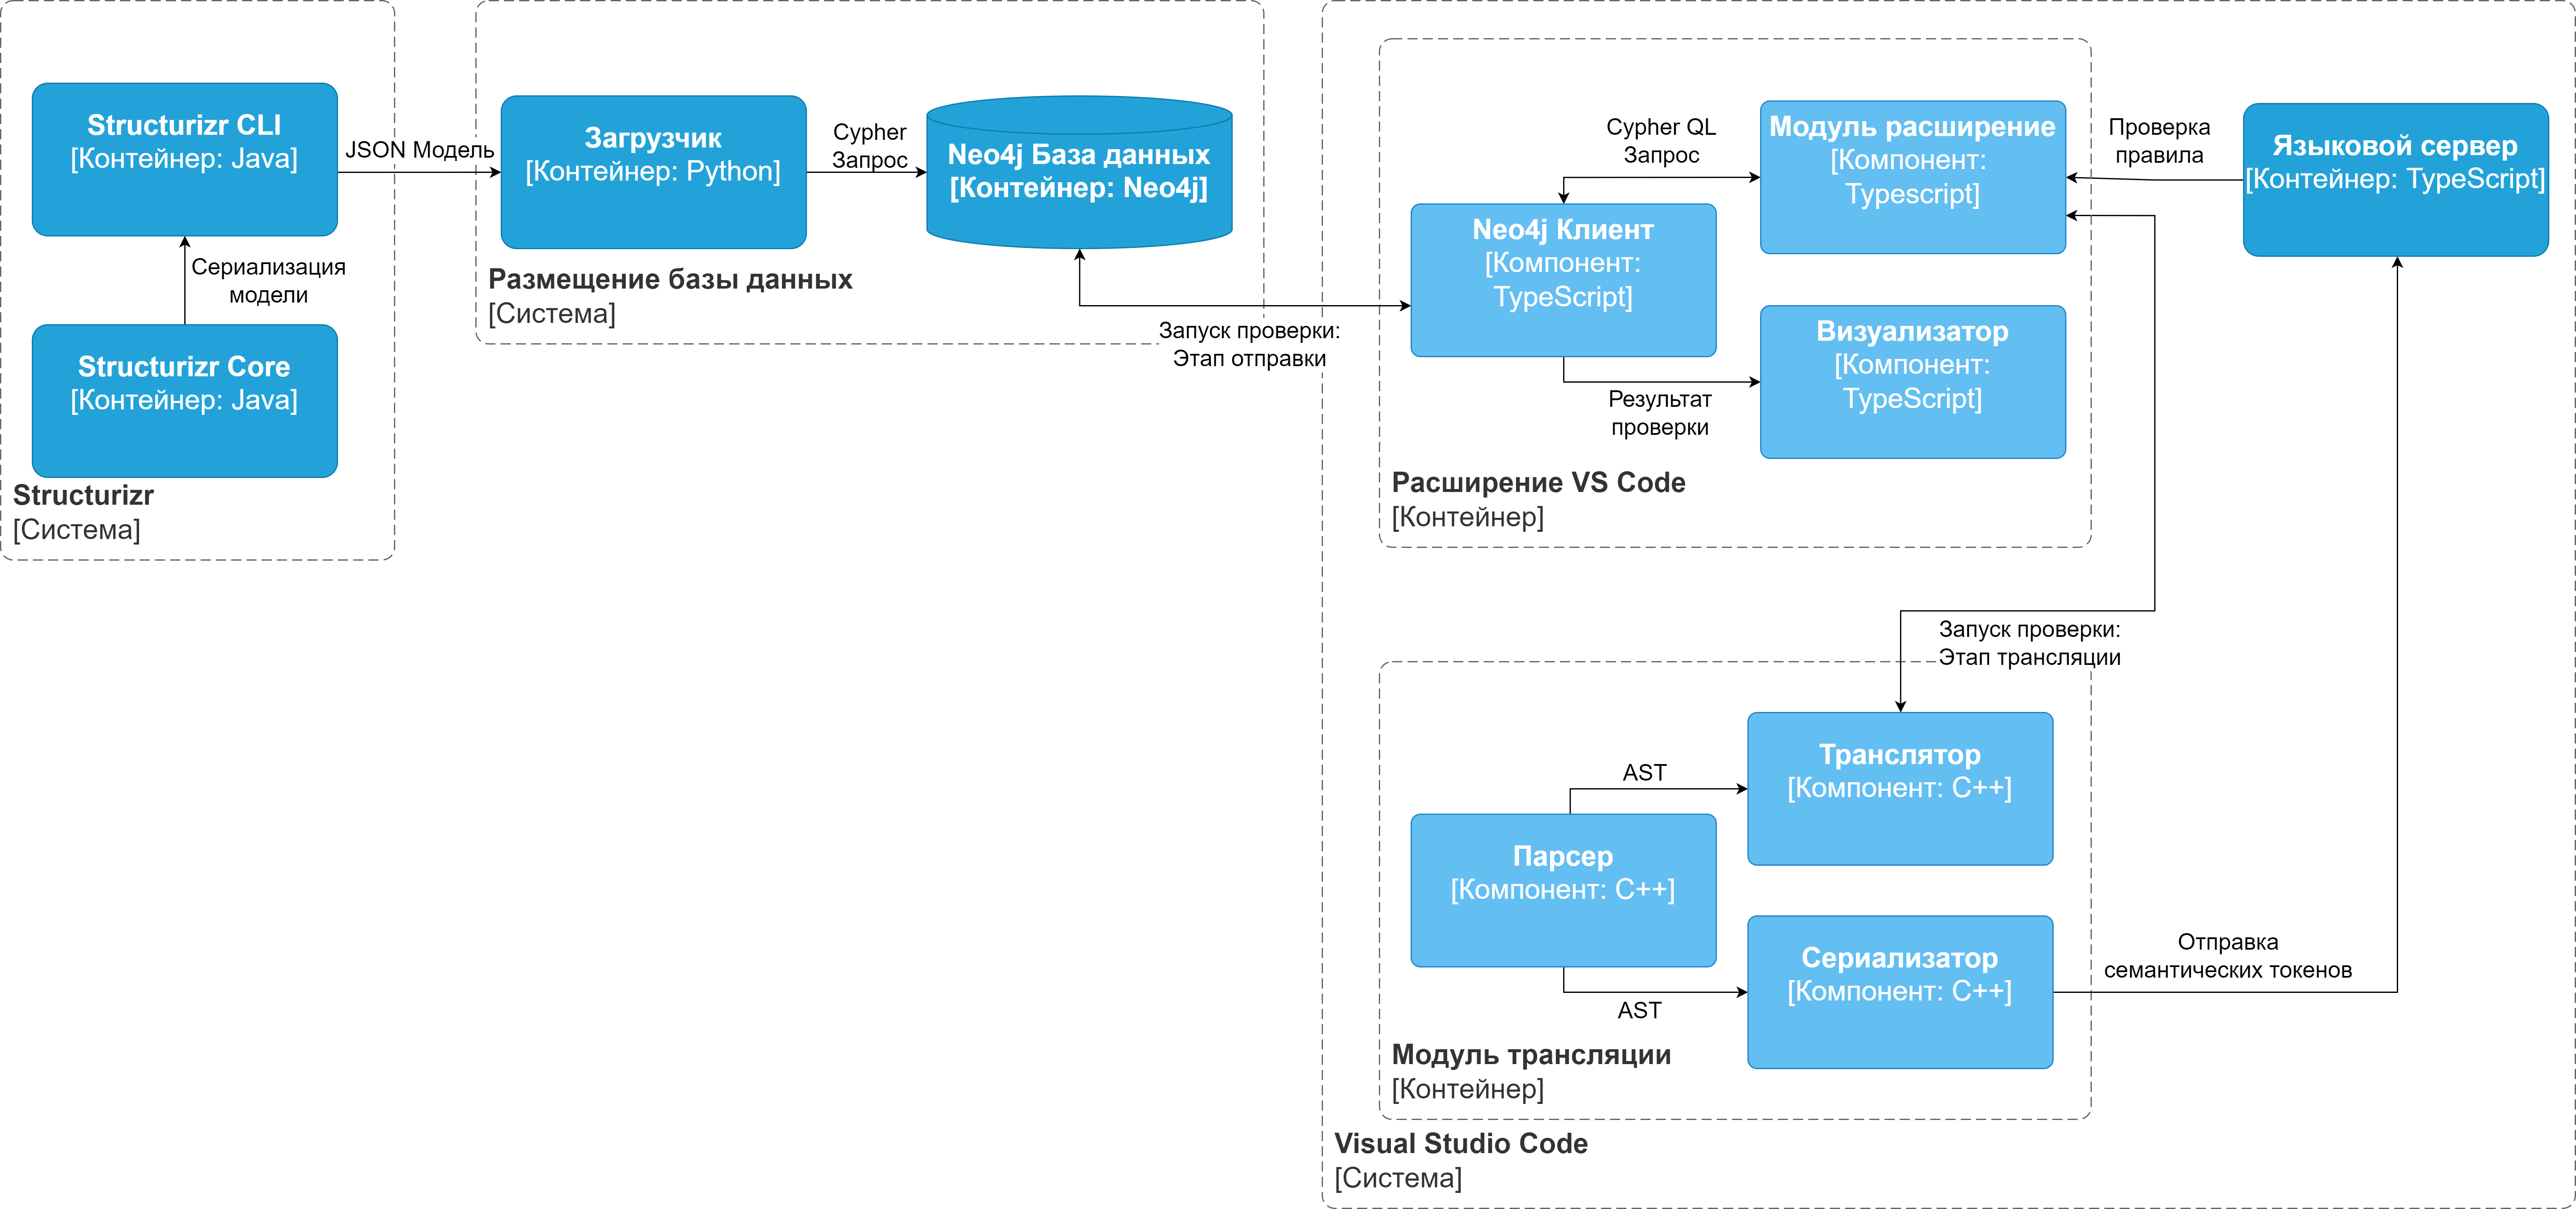 Structurizr CLI
[Контейнер: Java]
JSON Модель
Сериализация
модели
Structurizr Core
[Контейнер: Java]
Structurizr
[Система]
Загрузчик
[Контейнер: Python]
Cypher
Запрос
Neo4j База данных
[Контейнер: Neo4j]
Размещение базы данных
[Система]
Запуск проверки:
Этап отправки
Cypher QL
Запрос
Модуль расширение
[Компонент:
Typescript]
Neo4j Клиент
[Компонент:
TypeScript]
Визуализатор
[Компонент:
TypeScript]
Результат
проверки
Расширение VS Code
[Контейнер]
Проверка
правила
Языковой сервер
[Контейнер: TypeScript]
Запуск проверки:
Этап трансляции
Транслятор
[Компонент: C++]
AST
Парсер
[Компонент: C++]
Сериализатор
[Компонент: C++]
AST
Отправка
семантических токенов
Модуль трансляции
[Контейнер]
Visual Studio Code
[Система]